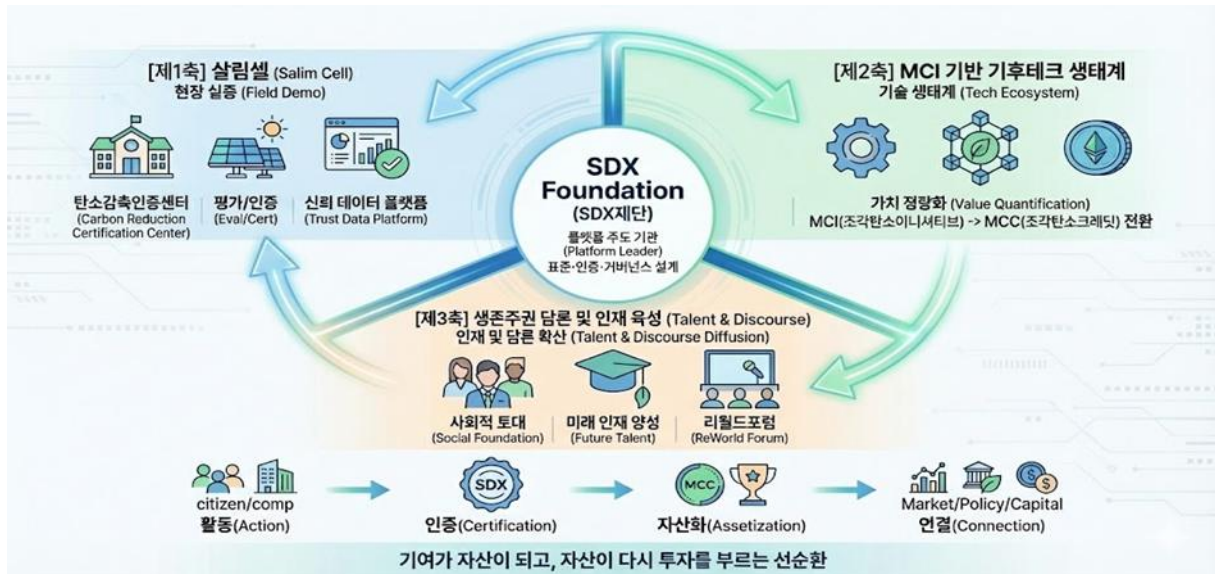 [제1축] 살림셀 (Salim Cell)
현장 실증 (Field Demo)
탄소감축인증센터
(Carbon Reduction
Certification Center)
평가/인증
(Eval/Cert)
신뢰 데이터 플랫폼
(Trust Data Platform)
[제2축] MCI 기반 기후테크 생태계
기술 생태계 (Tech Ecosystem)
가치 정량화 (Value Quantification)
MCI(조각탄소이니셔티브) -> MCC(조각탄소크레딧) 전환
SDX
Foundation
(SDX재단)
플랫폼 주도 기관
(Platform Leader)
표준·인증·거버넌스 설계
[제3축] 생존주권 담론 및 인재 육성 (Talent & Discourse)
인재 및 담론 확산 (Talent & Discourse Diffusion)
사회적 토대
(Social Foundation)
미래 인재 양성
(Future Talent)
리월드포럼
(ReWorld Forum)
citizen/comp
활동(Action)
SDX
인증(Certification)
MCC
자산화(Assetization)
Market/Policy/Capital
연결(Connection)
기여가 자산이 되고, 자산이 다시 투자를 부르는 선순환